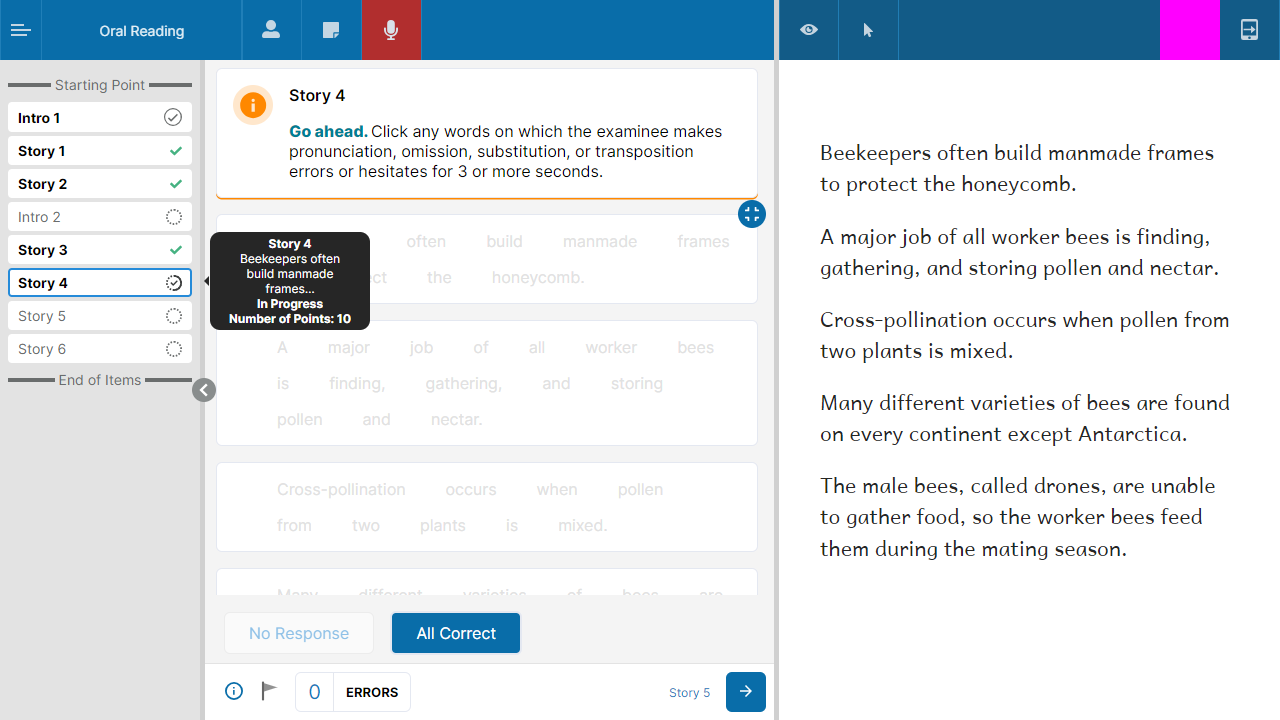 Oral Reading
Starting Point
Intro 1
Story 1
Story 2
Intro 2
Story 3
Story 4
Story 5
Story 6
End of Items
Story 4
Go ahead. Click any words on which the examinee makes
pronunciation, omission, substitution, or transposition
errors or hesitates for 3 or more seconds.
often build manmade frames
the honeycomb.
Story 4
Beekeepers often
build manmade
frames...
In Progress
Number of Points: 10
A major job of all worker bees
is finding, gathering, and storing
pollen and nectar.
Cross-pollination occurs when pollen
from two plants is mixed.
Many different varieties of bees are
No Response
All Correct
0 ERRORS
Story 5
Beekeepers often build manmade frames
to protect the honeycomb.
A major job of all worker bees is finding,
gathering, and storing pollen and nectar.
Cross-pollination occurs when pollen from
two plants is mixed.
Many different varieties of bees are found
on every continent except Antarctica.
The male bees, called drones, are unable
to gather food, so the worker bees feed
them during the mating season.